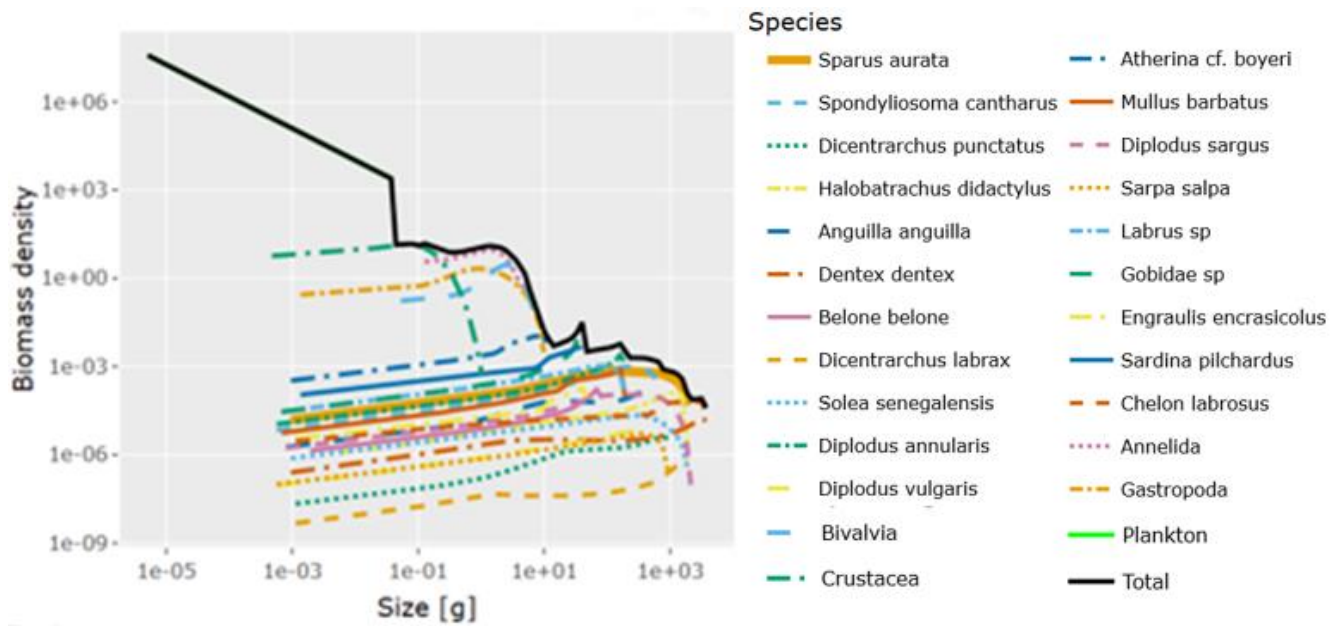 Species
Sparus aurata
Spondyliosoma cantharus
Dicentrarchus punctatus
Halobatrachus didactylus
Anguilla anguilla
Dentex dentex
Belone belone
Dicentrarchus labrax
Solea senegalensis
Diplodus annularis
Diplodus vulgaris
Bivalvia
Crustacea
Atherina cf. boyeri
Mullus barbatus
Diplodus sargus
Sarpa salpa
Labrus sp
Gobidae sp
Engraulis encrasicolus
Sardina pilchardus
Chelon labrosus
Annelida
Gastropoda
Plankton
Total
Biomass density
1e+06
1e+03
1e+00
1e-03
1e-06
1e-09
1e-05
1e-03
1e-01
1e+01
1e+03
Size [g]